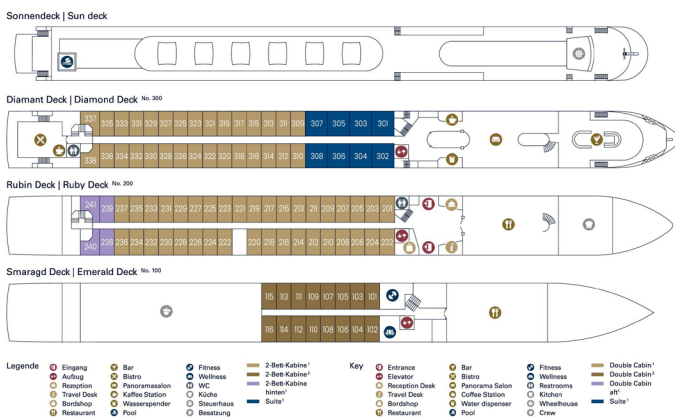 Sonnendeck | Sun deck
Diamant Deck | Diamond Deck No. 300
337 335 333 331 329 327 325 323 321 319 317 315 313 311 309 307 305 303 301
338 336 334 332 330 328 326 324 322 320 318 316 314 312 310 308 306 304 302
Rubin Deck | Ruby Deck No. 200
241 239 237 235 233 231 229 227 225 223 221 219 217 215 213 211 209 207 205 203 201
240 238 236 234 232 230 228 226 224 222 220 218 216 214 212 210 208 206 204 202
Smaragd Deck | Emerald Deck No. 100
115 113 111 109 107 105 103 101
116 114 112 110 108 106 104 102
Legende
Eingang
Aufzug
Rezeption
Travel Desk
Bordshop
Restaurant
Bar
Bistro
Panoramasalon
Kaffee Station
Wasserspender
Pool
Fitness
Wellness
WC
Küche
Steuerhaus
Besatzung
2-Bett-Kabine¹
2-Bett-Kabine²
2-Bett-Kabine
hinten¹
Suite¹
Key
Entrance
Elevator
Reception Desk
Travel Desk
Bordshop
Restaurant
Bar
Bistro
Panorama Salon
Coffee Station
Water dispenser
Pool
Fitness
Wellness
Restrooms
Kitchen
Wheelhouse
Crew
Double Cabin¹
Double Cabin²
Double Cabin
aft¹
Suite¹